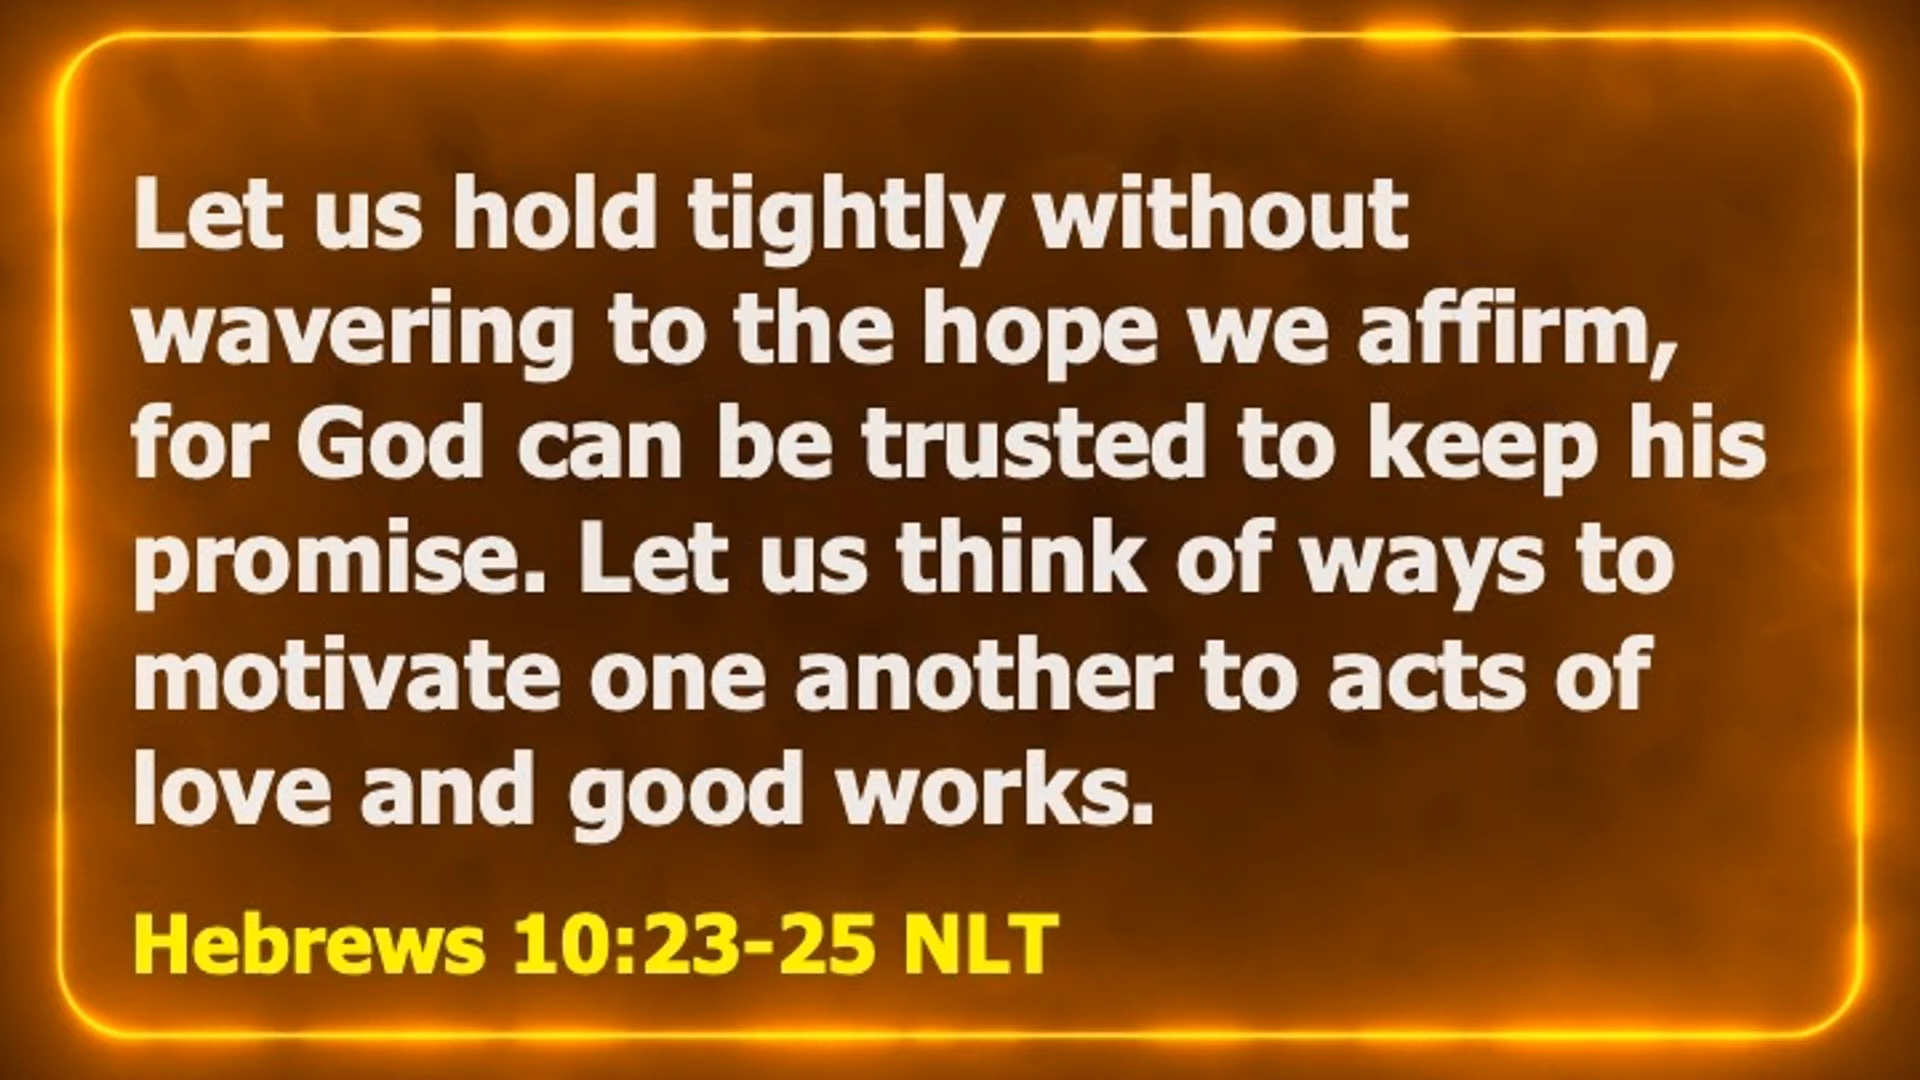 Let us hold tightly without
wavering to the hope we affirm,
for God can be trusted to keep his
promise. Let us think of ways to
motivate one another to acts of
love and good works.
Hebrews 10:23-25 NLT